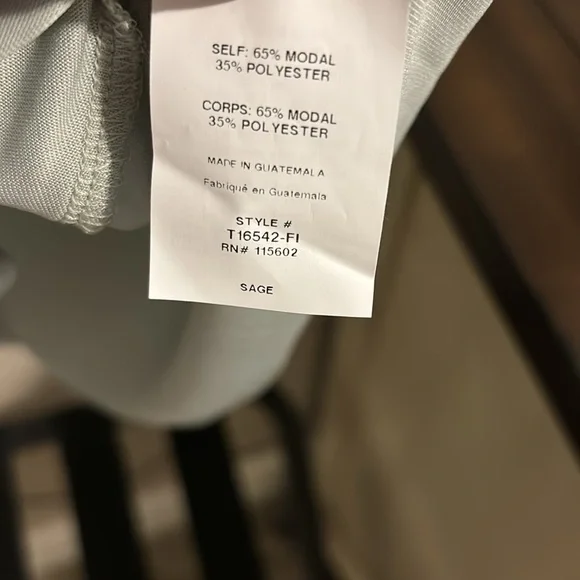 SELF: 65% MODAL
35% POLYESTER
CORPS: 65% MODAL
35% POLYESTER
MADE IN GUATEMALA
Fabriqué en Guatemala
STYLE #
T16542-FI
RN# 115602
SAGE